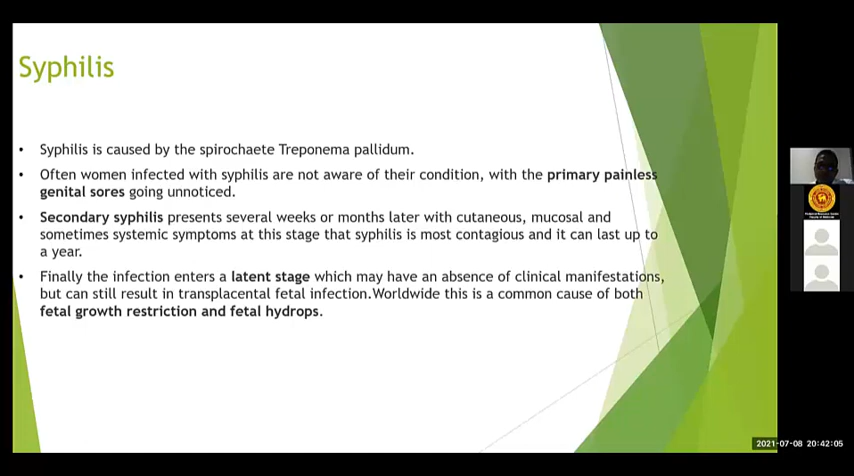 Syphilis
• Syphilis is caused by the spirochaete Treponema pallidum.
• Often women infected with syphilis are not aware of their condition, with the primary painless
genital sores going unnoticed.
• Secondary syphilis presents several weeks or months later with cutaneous, mucosal and
sometimes systemic symptoms at this stage that syphilis is most contagious and it can last up to
a year.
• Finally the infection enters a latent stage which may have an absence of clinical manifestations,
but can still result in transplacental fetal infection.Worldwide this is a common cause of both
fetal growth restriction and fetal hydrops.
2021-07-08 20:42:05